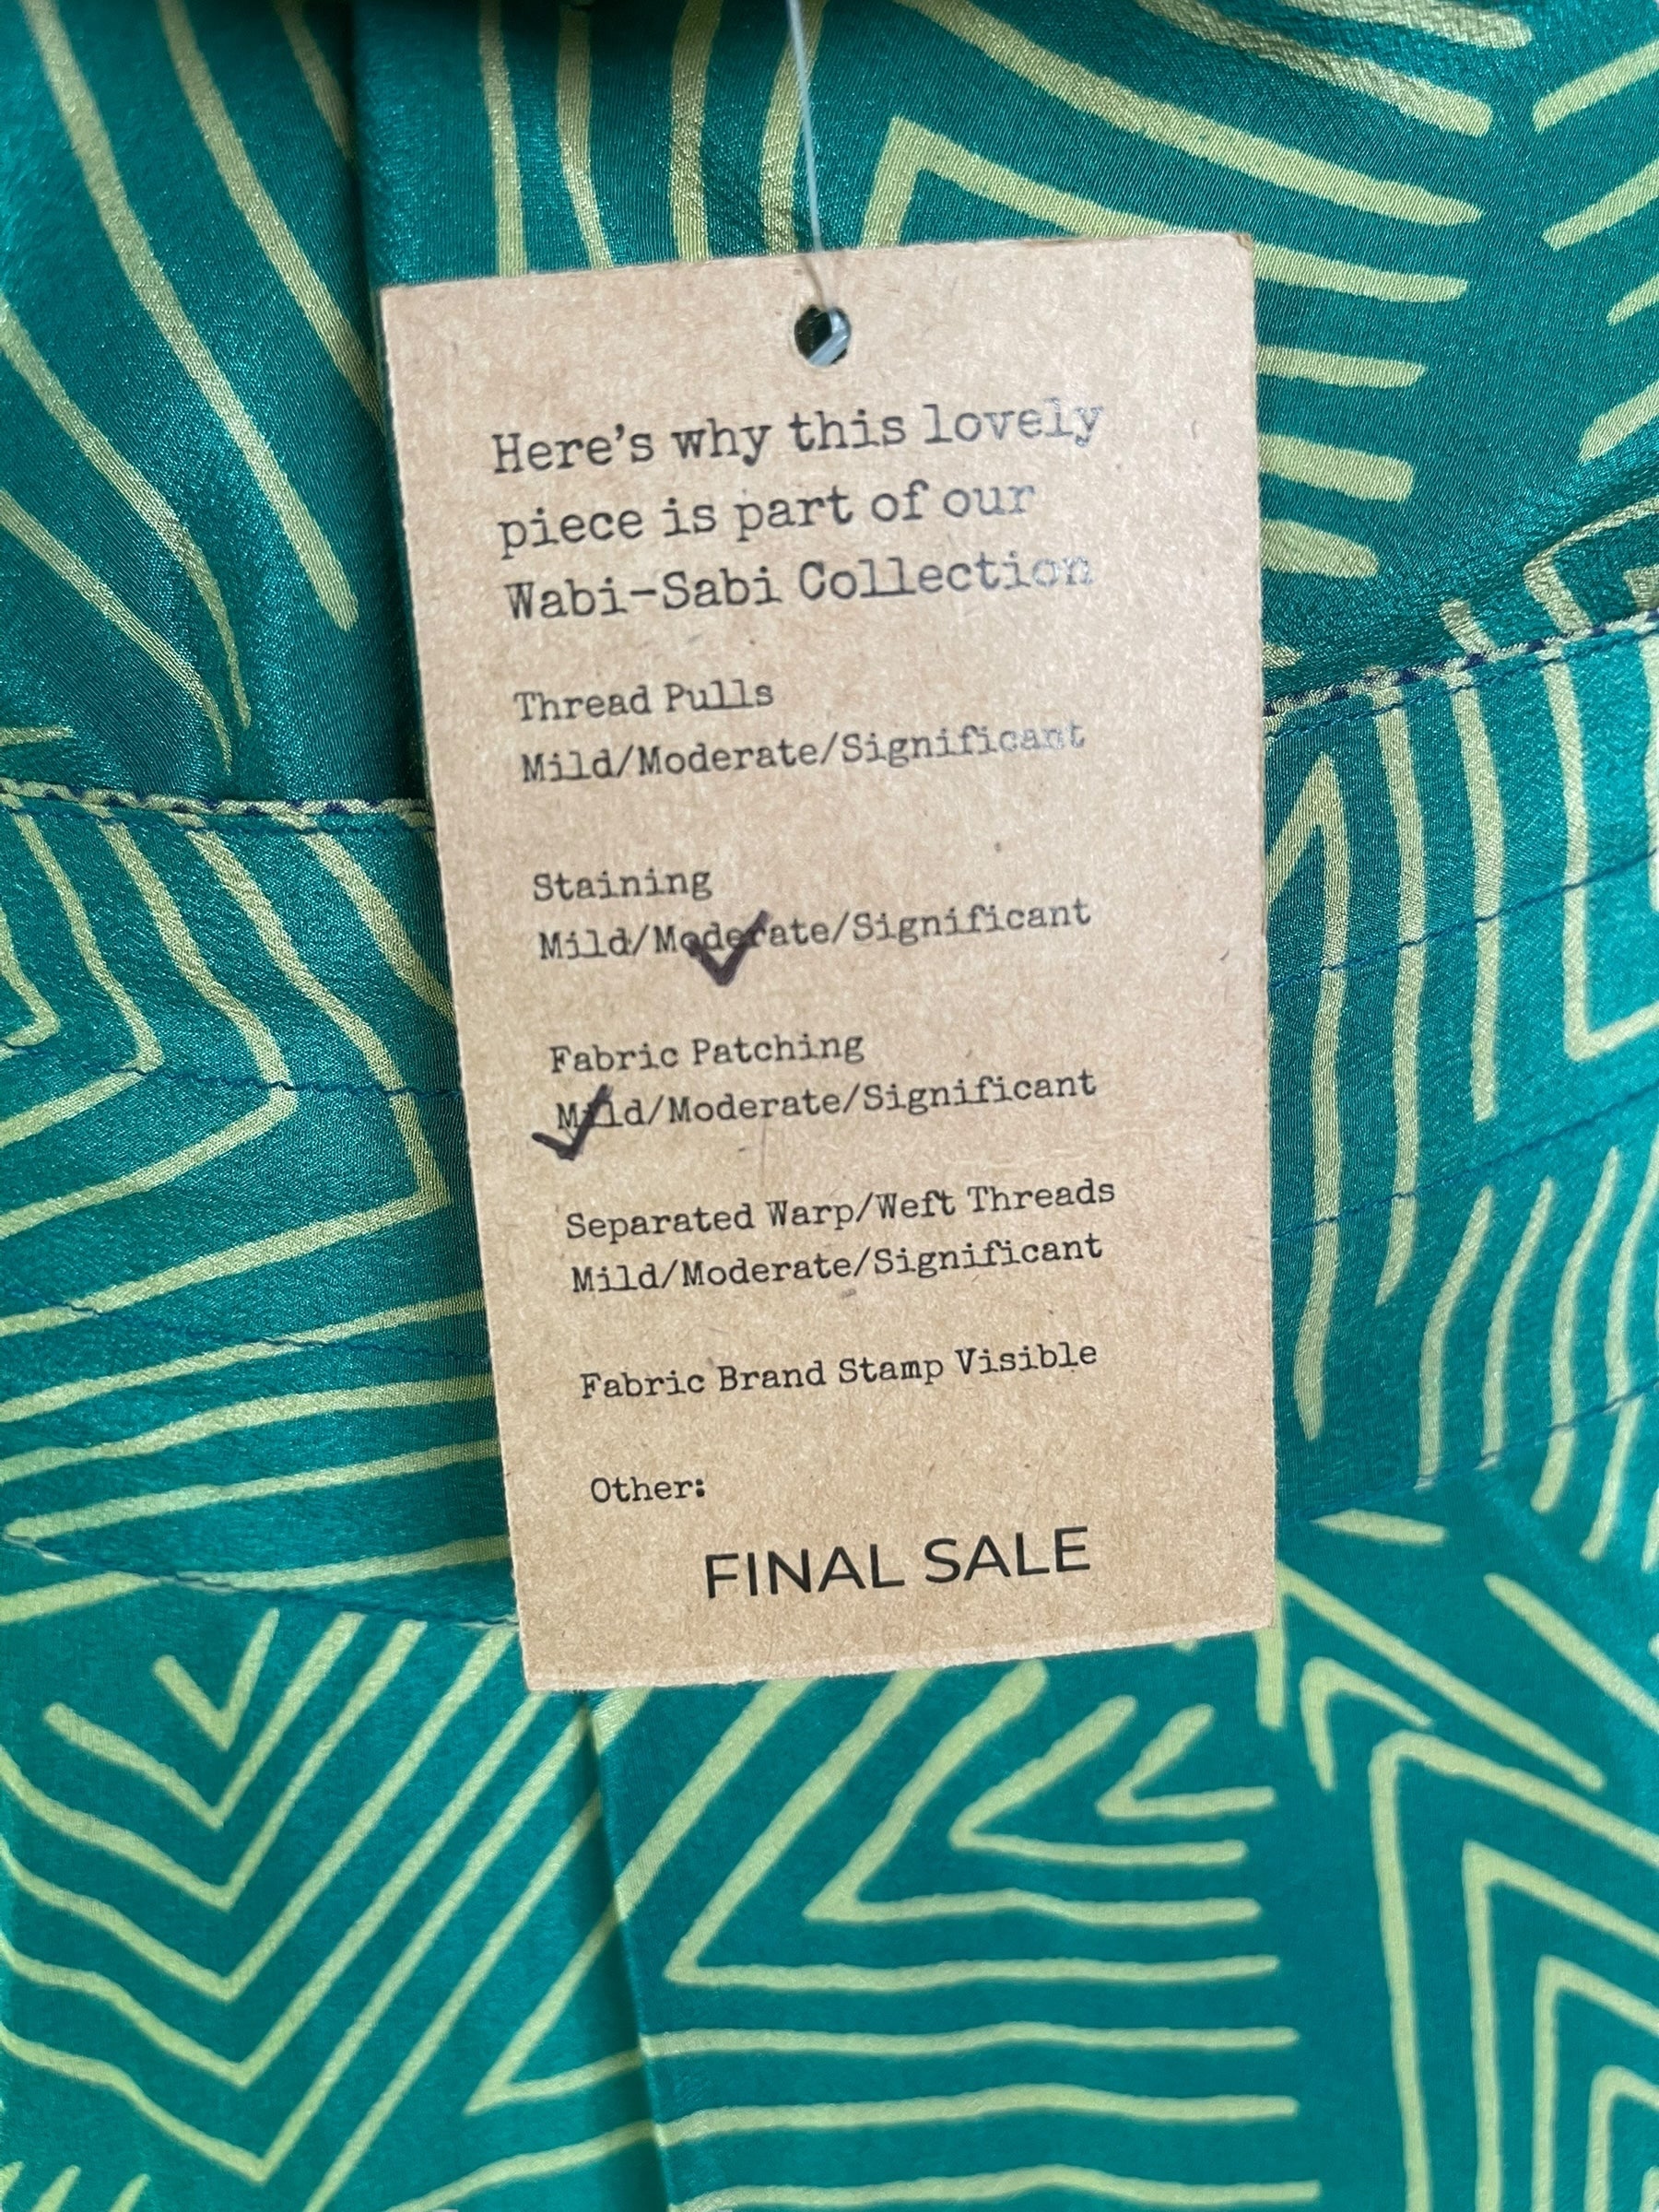 Here's why this lovely
piece is part of our
Wabi-Sabi Collection
Thread Pulls
Mild/Moderate/Significant
Staining
Mild/Moderate/Significant
Fabric Patching
Mild/Moderate/Significant
Separated Warp/Weft Threads
Mild/Moderate/Significant
Fabric Brand Stamp Visible
Other:
FINAL SALE